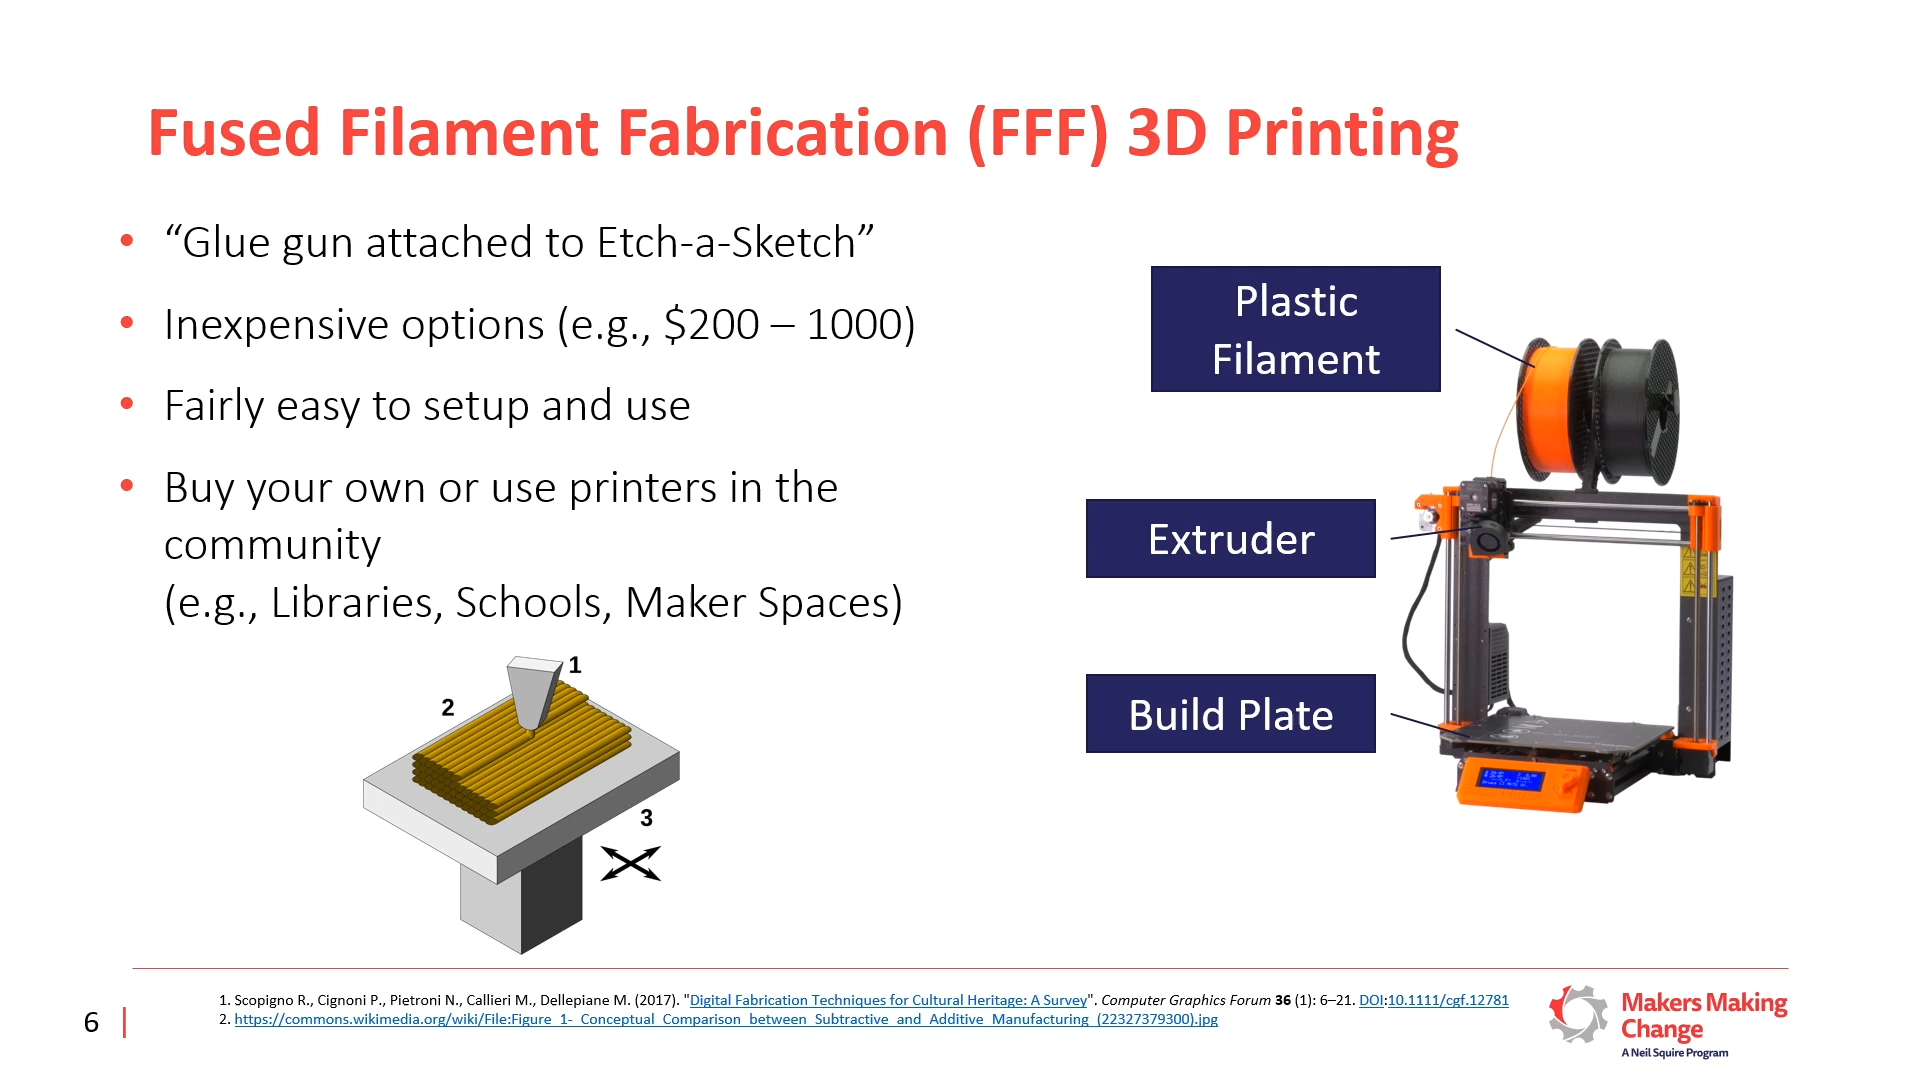 Fused Filament Fabrication (FFF) 3D Printing
• “Glue gun attached to Etch-a-Sketch”
• Inexpensive options (e.g., $200 – 1000)
• Fairly easy to setup and use
• Buy your own or use printers in the
community
(e.g., Libraries, Schools, Maker Spaces)
Plastic
Filament
Extruder
Build Plate
1
2
3
1. Scopigno R., Cignoni P., Pietroni N., Callieri M., Dellepiane M. (2017). "Digital Fabrication Techniques for Cultural Heritage: A Survey". Computer Graphics Forum 36 (1): 6–21. DOI:10.1111/cgf.12781
2. https://commons.wikimedia.org/wiki/File:Figure_1-_Conceptual_Comparison_between_Subtractive_and_Additive_Manufacturing_(22327379300).jpg
6
Makers Making
Change
A Neil Squire Program